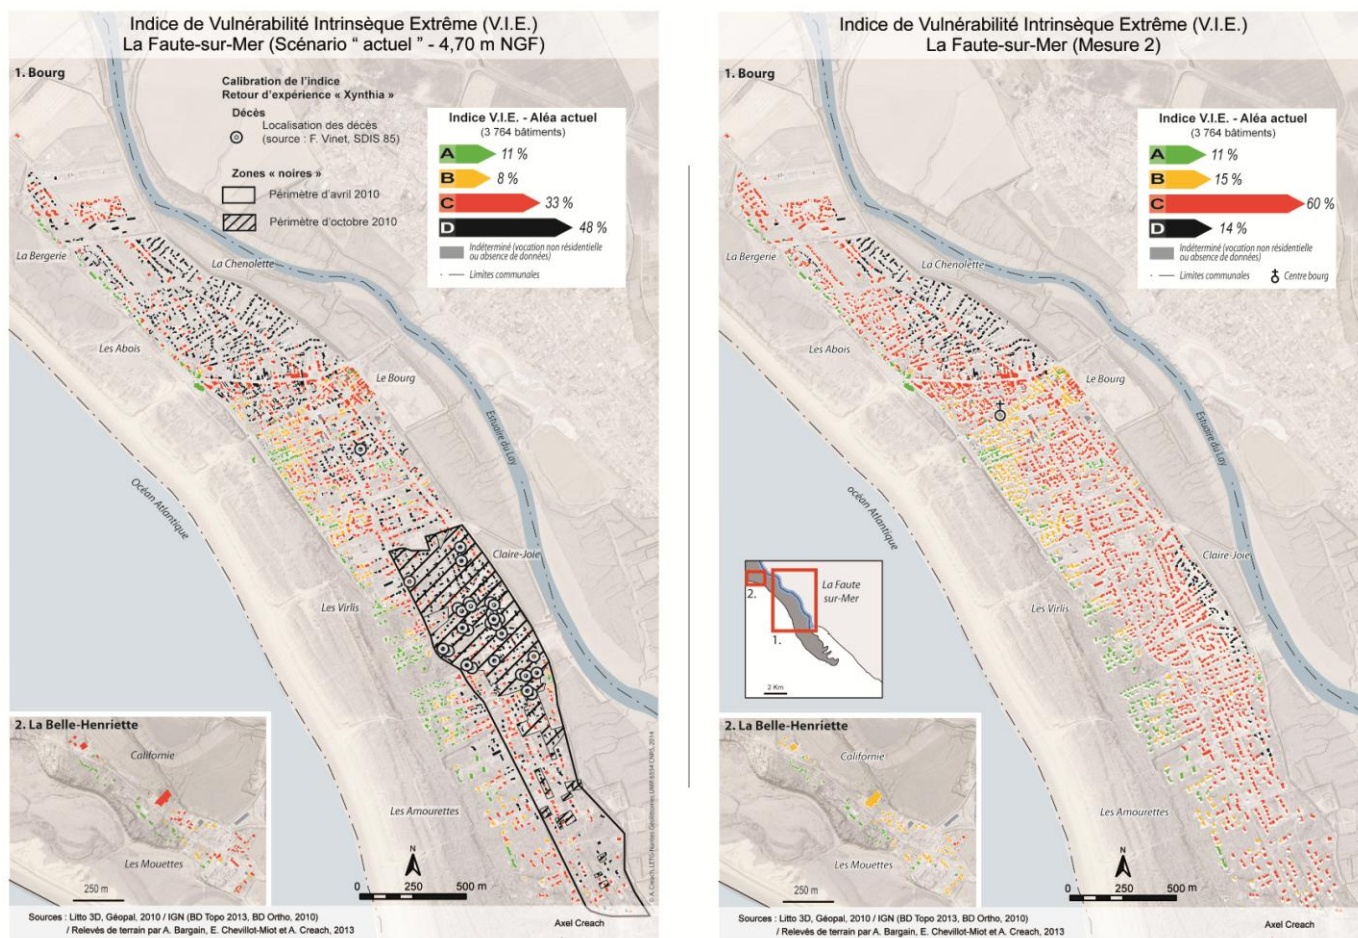 Indice de Vulnérabilité Intrinsèque Extrême (V.I.E.)
La Faute-sur-Mer (Scénario “ actuel ” - 4,70 m NGF)
1. Bourg
Calibration de l'indice
Retour d'expérience « Xynthia »
Décès
Localisation des décès
(source : F. Vinet, SDIS 85)
Zones « noires »
Périmètre d'avril 2010
Périmètre d'octobre 2010
Indice V.I.E. - Aléa actuel
(3 764 bâtiments)
A 11 %
B 8 %
C 33 %
D 48 %
Indéterminé (vocation non résidentielle
ou absence de données)
Limites communales
La Bergerie
La Chenolette
Les Abois
Le Bourg
Estuaire du Lay
Océan Atlantique
Claire-Joie
Les Virlis
2. La Belle-Henriette
Californie
Les Mouettes
250 m
Les Amourettes
N
0 250 500 m
Sources : Litto 3D, Géopal, 2010 / IGN (BD Topo 2013, BD Ortho, 2010)
/ Relevés de terrain par A. Bargain, E. Chevillot-Miot et A. Creach, 2013
Axel Creach
Indice de Vulnérabilité Intrinsèque Extrême (V.I.E.)
La Faute-sur-Mer (Mesure 2)
1. Bourg
Indice V.I.E. - Aléa actuel
(3 764 bâtiments)
A 11 %
B 15 %
C 60 %
D 14 %
Indéterminé (vocation non résidentielle
ou absence de données)
Limites communales
Centre bourg
La Bergerie
La Chenolette
Les Abois
Le Bourg
Estuaire du Lay
océan Atlantique
Claire-Joie
La Faute
sur-Mer
2.
1.
2 Km
Les Virlis
2. La Belle-Henriette
Californie
Les Mouettes
250 m
Les Amourettes
N
0 250 500 m
Sources : Litto 3D, Géopal, 2010 / IGN (BD Topo 2013, BD Ortho, 2010)
/ Relevés de terrain par A. Bargain, E. Chevillot-Miot et A. Creach, 2013
Axel Creach